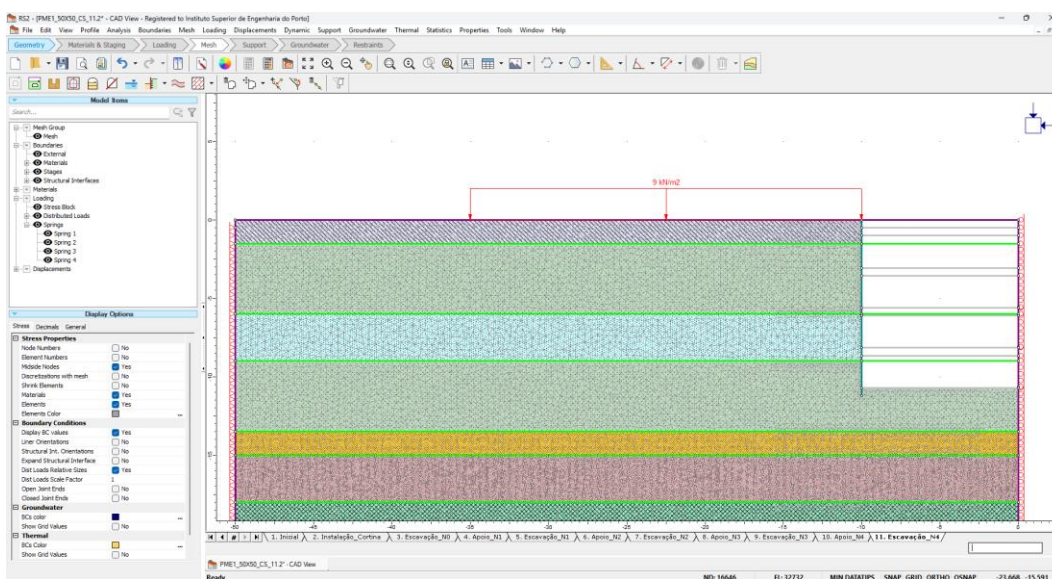 RS2 - [PME1_50X50_CS_11.2* - CAD View - Registered to Instituto Superior de Engenharia do Porto]
File Edit View Profile Analysis Boundaries Mesh Loading Displacements Dynamic Support Groundwater Thermal Statistics Properties Tools Window Help
Geometry Materials & Staging Loading Mesh Support Groundwater Restraints
Model Items
Search...
Mesh Group
Mesh
Boundaries
External
Materials
Stages
Structural Interfaces
Materials
Loading
Stress Block
Distributed Loads
Springs
Spring 1
Spring 2
Spring 3
Spring 4
Displacements
Display Options
Stress Decimals General
Stress Properties
Node Numbers No
Element Numbers No
Midside Nodes Yes
Discretizations with mesh No
Shrink Elements No
Materials Yes
Elements Yes
Elements Color ...
Boundary Conditions
Display BC values Yes
Liner Orientations No
Structural Int. Orientations No
Expand Structural Interface No
Dist Loads Relative Sizes Yes
Dist Loads Scale Factor 1
Open Joint Ends No
Closed Joint Ends No
Groundwater
BCs color ...
Show Grid Values No
Thermal
BCs Color ...
Show Grid Values No
9 kN/m2
-50 -45 -40 -35 -30 -25 -20 -15 -10 -5 0
1. Inicial 2. Instalação_Cortina 3. Escavação_N0 4. Apoio_N1 5. Escavação_N1 6. Apoio_N2 7. Escavação_N2 8. Apoio_N3 9. Escavação_N3 10. Apoio_N4 11. Escavação_N4
PME1_50X50_CS_11.2* - CAD View
Ready ND: 16646 EL: 32732 MIN DATATIPS SNAP GRID ORTHO OSNAP -23.668, -15.591